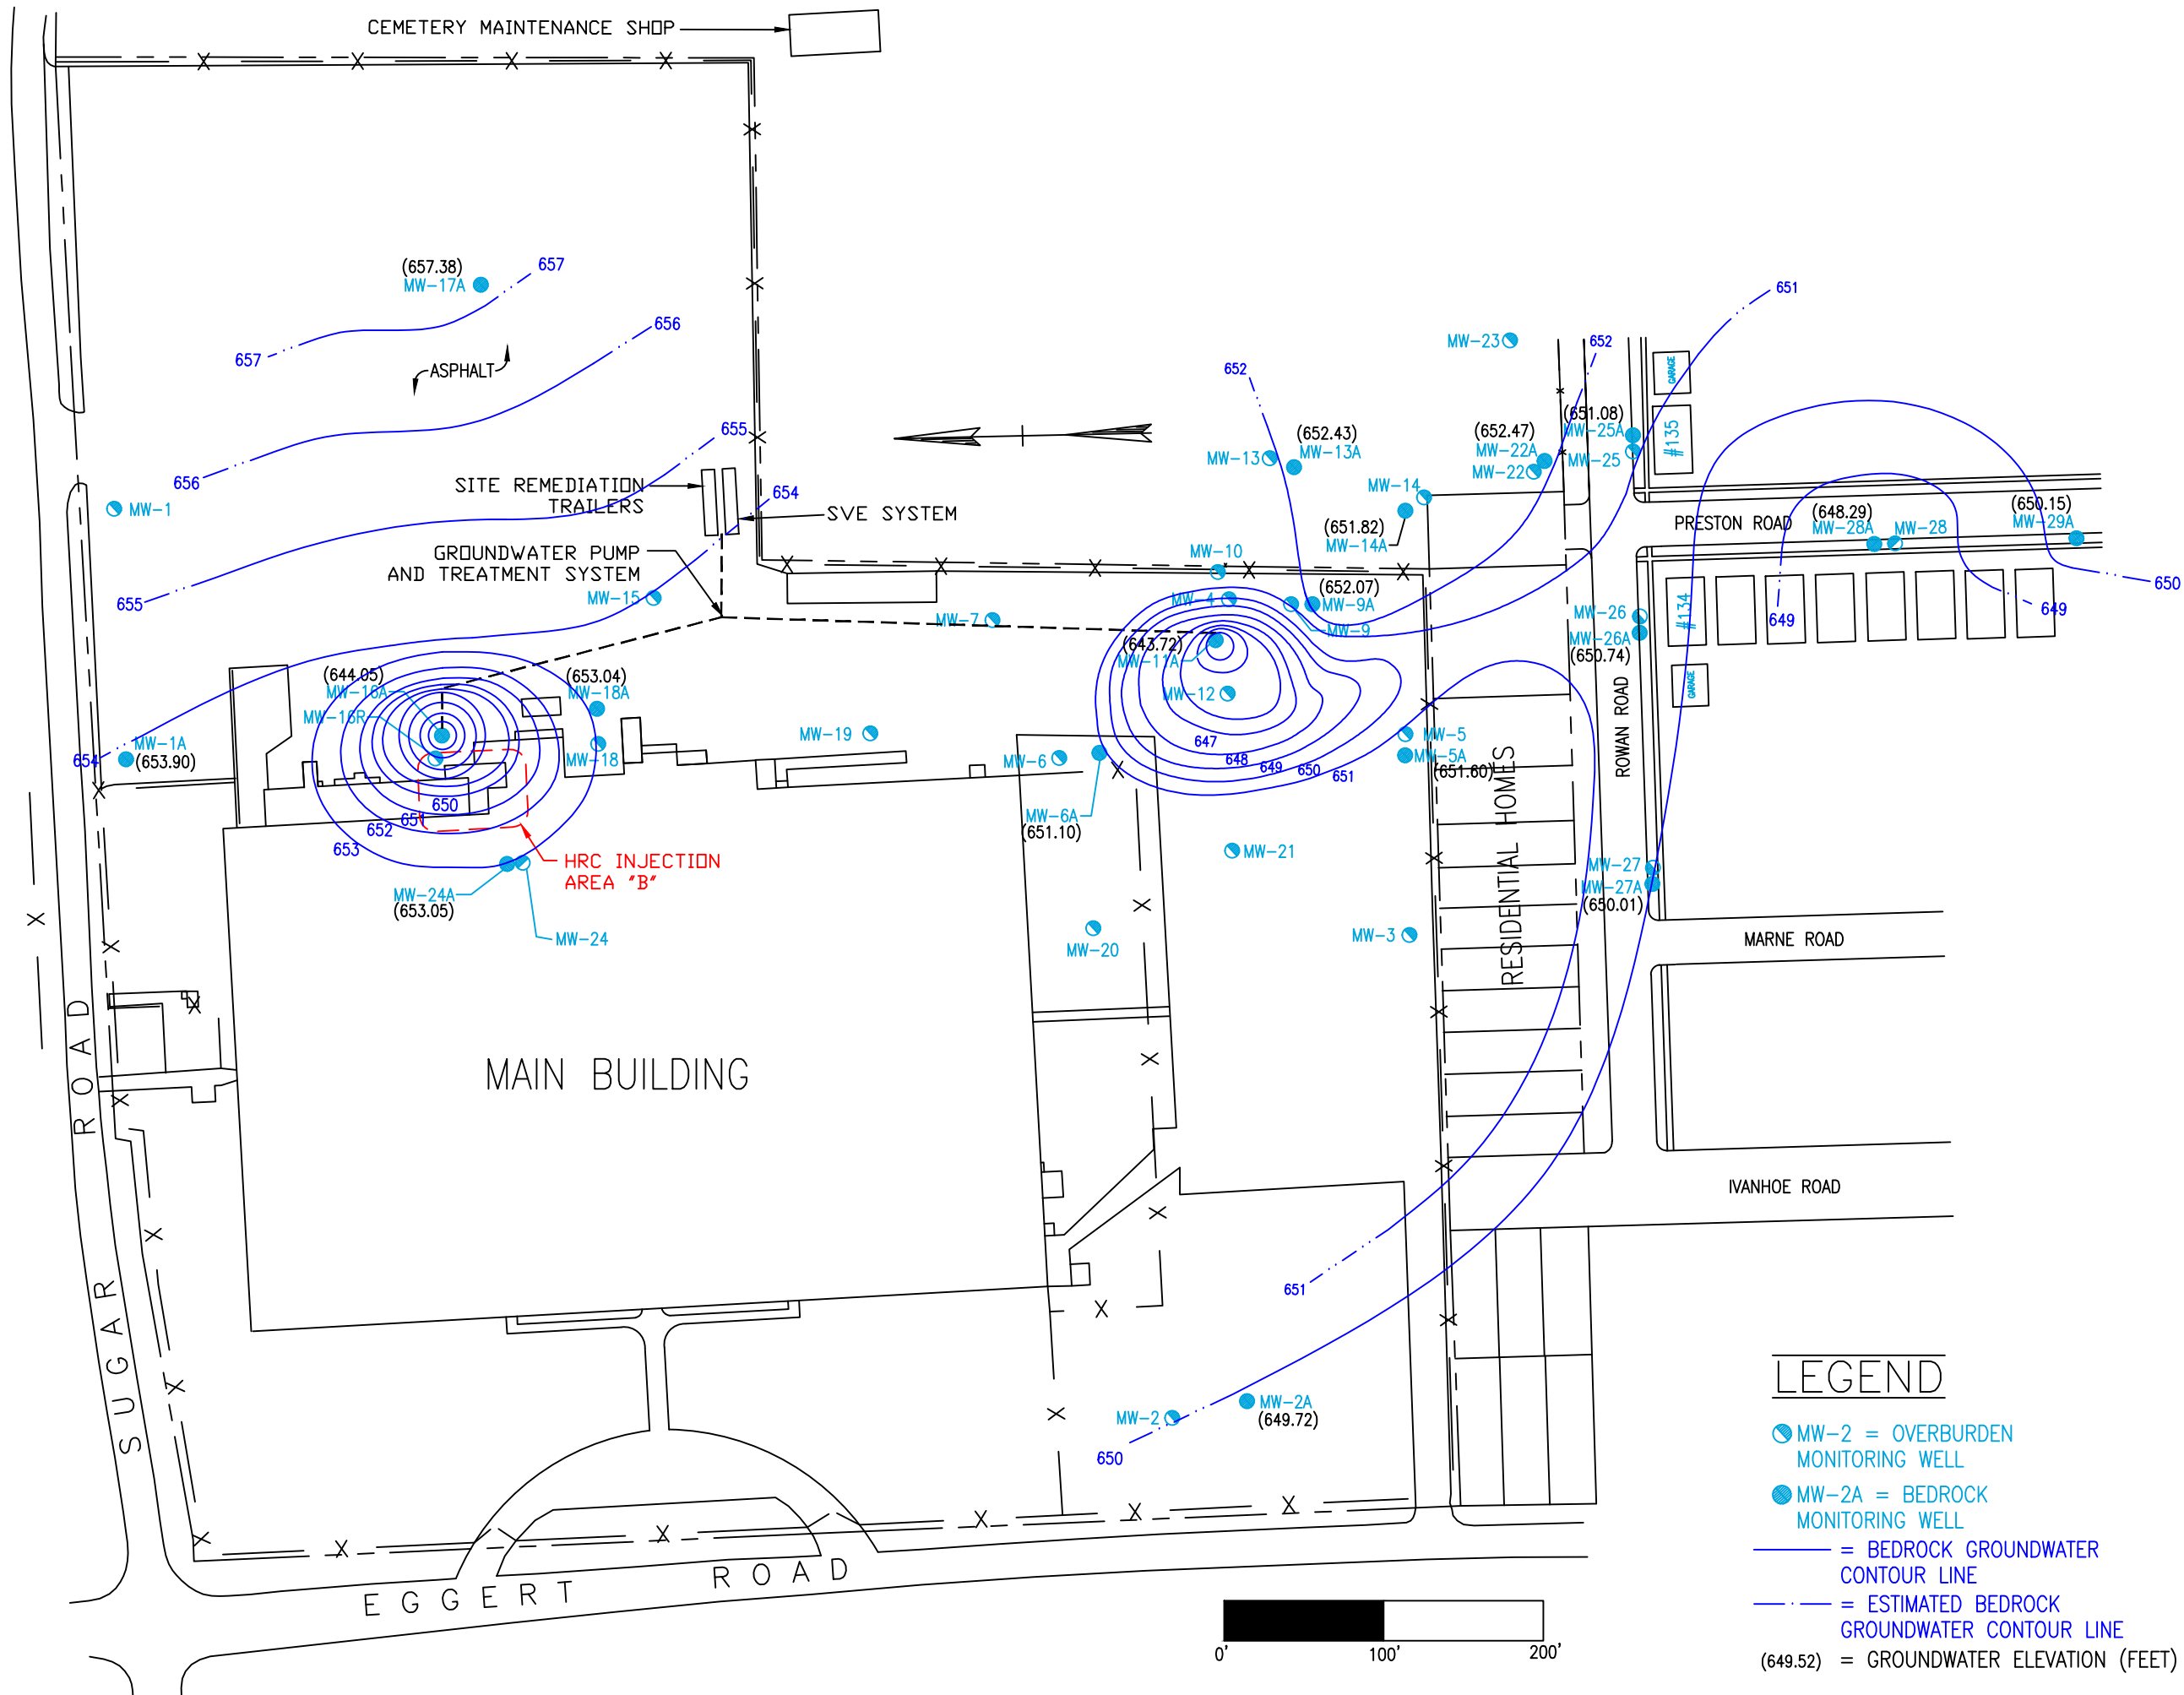 CEMETERY MAINTENANCE SHOP
(657.38)
MW-17A
657
657
656
656
ASPHALT
655
655
654
654
MW-1
SITE REMEDIATION
TRAILERS
SVE SYSTEM
GROUNDWATER PUMP
AND TREATMENT SYSTEM
MW-15
MW-7
MW-10
MW-4
652
MW-13
(652.43)
MW-13A
MW-23
652
651
(651.08)
MW-25A
MW-25
(652.47)
MW-22A
MW-22
MW-14
(651.82)
MW-14A
GARAGE
#135
PRESTON ROAD
(648.29)
MW-28A
MW-28
(650.15)
MW-29A
650
649
649
#134
GARAGE
MW-26
MW-26A
(650.74)
ROWAN ROAD
(652.07)
MW-9A
MW-9
(643.72)
MW-11A
MW-12
647
648
649
650
651
MW-5
MW-5A
(651.60)
RESIDENTIAL HOMES
(644.05)
MW-16A
MW-16R
(653.04)
MW-18A
MW-18
MW-1A
(653.90)
MW-19
MW-6
MW-6A
(651.10)
650
651
652
653
HRC INJECTION
AREA "B"
MW-24A
(653.05)
MW-24
MW-21
MW-20
MW-3
MW-27
MW-27A
(650.01)
MARNE ROAD
IVANHOE ROAD
MAIN BUILDING
SUGAR ROAD
651
MW-2
MW-2A
(649.72)
650
EGGERT ROAD
0'
100'
200'
LEGEND
MW-2 = OVERBURDEN
MONITORING WELL
MW-2A = BEDROCK
MONITORING WELL
= BEDROCK GROUNDWATER
CONTOUR LINE
= ESTIMATED BEDROCK
GROUNDWATER CONTOUR LINE
(649.52) = GROUNDWATER ELEVATION (FEET)